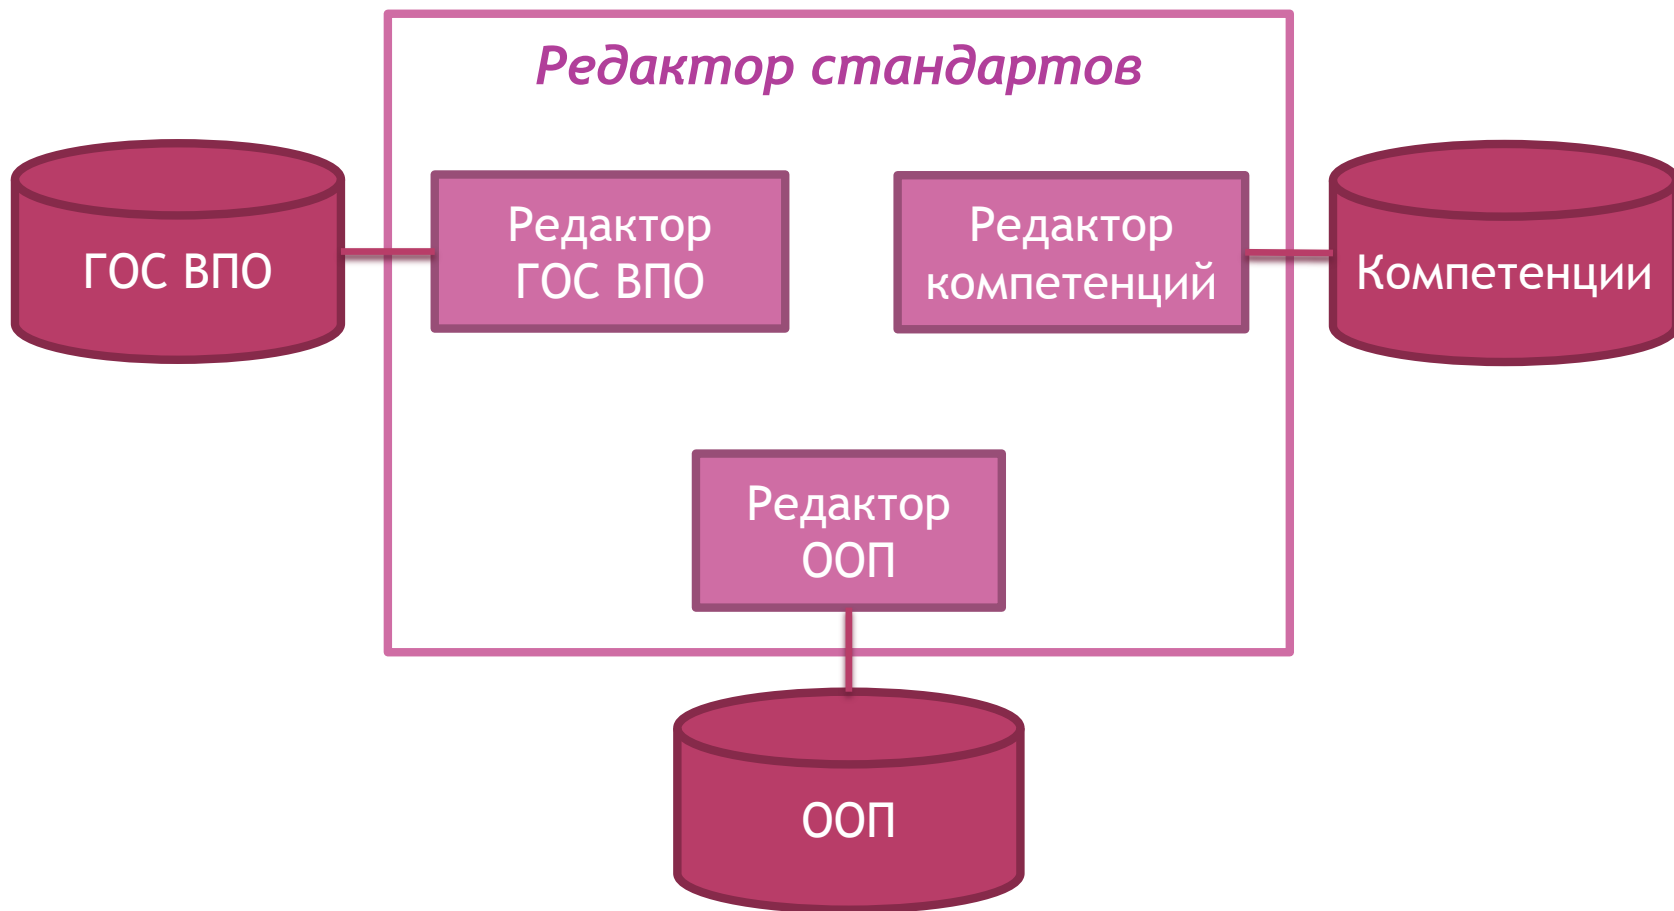 Редактор стандартов
ГОС ВПО
Редактор
ГОС ВПО
Редактор
компетенций
Компетенции
Редактор
ООП
ООП